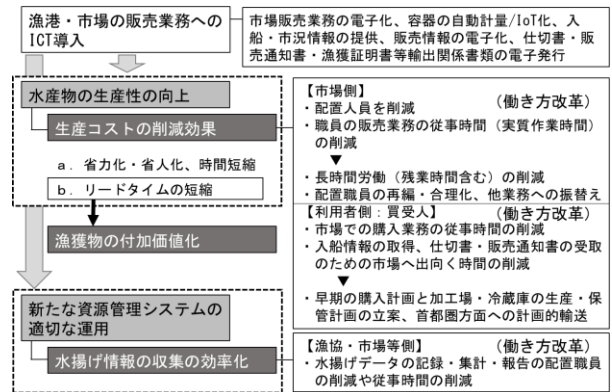 漁港・市場の販売業務への
ICT導入
市場販売業務の電子化、容器の自動計量/IoT化、入
船・市況情報の提供、販売情報の電子化、仕切書・販
売通知書・漁獲証明書等輸出関係書類の電子発行
水産物の生産性の向上
生産コストの削減効果
a．省力化・省人化、時間短縮
b．リードタイムの短縮
漁獲物の付加価値化
【市場側】
・配置人員を削減 （働き方改革）
・職員の販売業務の従事時間（実質作業時間）
の削減
▼
・長時間労働（残業時間含む）の削減
・配置職員の再編・合理化、他業務への振替え
【利用者側：買受人】 （働き方改革）
・市場での購入業務の従事時間の削減
・入船情報の取得、仕切書・販売通知書の受取
のための市場へ出向く時間の削減
▼
・早期の購入計画と加工場・冷蔵庫の生産・保
管計画の立案、首都圏方面への計画的輸送
新たな資源管理システムの
適切な運用
水揚げ情報の収集の効率化
【漁協・市場等側】 （働き方改革）
・水揚げデータの記録・集計・報告の配置職員
の削減や従事時間の削減